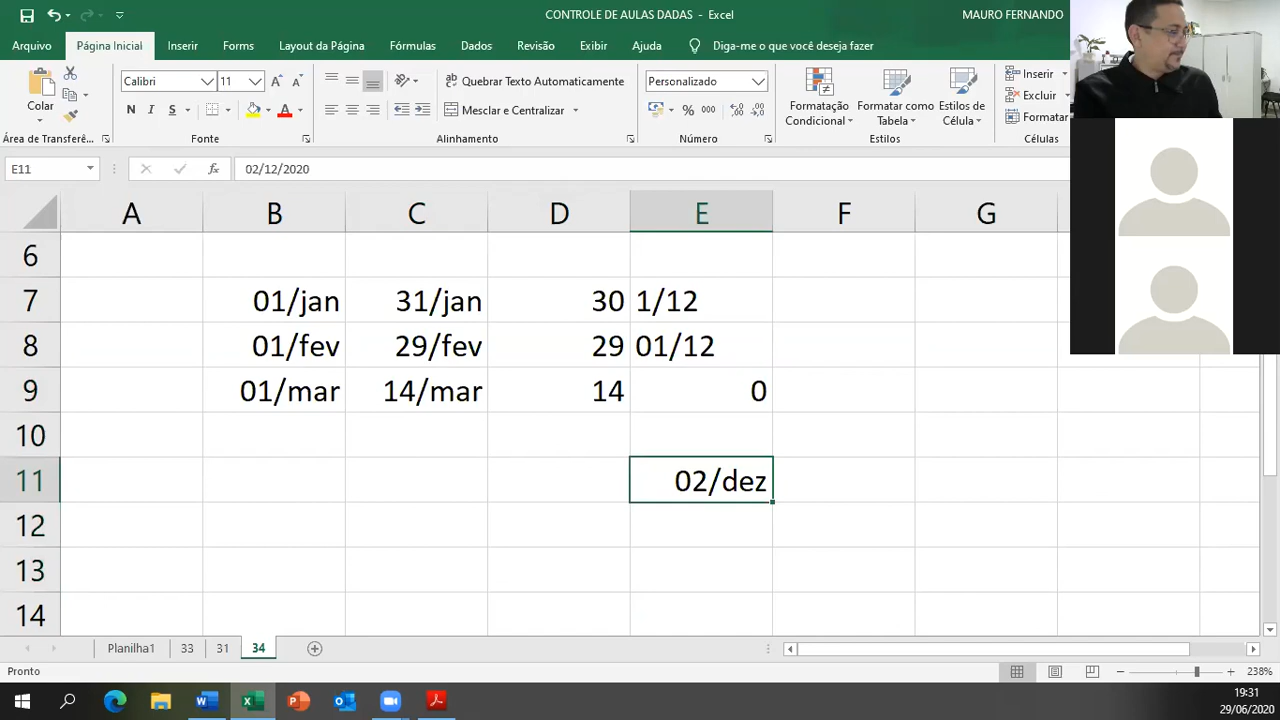 CONTROLE DE AULAS DADAS - Excel
MAURO FERNANDO
Arquivo Página Inicial Inserir Forms Layout da Página Fórmulas Dados Revisão Exibir Ajuda Diga-me o que você deseja fazer
Calibri 11 Quebrar Texto Automaticamente Personalizado Inserir
Colar N I S Mesclar e Centralizar % 000 Formatação Condicional Formatar como Tabela Estilos de Célula Excluir
Formatar
Área de Transferê... Fonte Alinhamento Número Estilos Células
E11 fx 02/12/2020
A B C D E F G
6
7 01/jan 31/jan 30 1/12
8 01/fev 29/fev 29 01/12
9 01/mar 14/mar 14 0
10
11 02/dez
12
13
14
Planilha1 33 31 34
Pronto 238%
19:31
29/06/2020